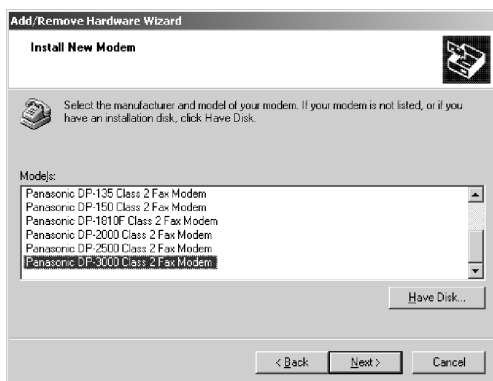 Add/Remove Hardware Wizard
Install New Modem
Select the manufacturer and model of your modem. If your modem is not listed, or if you
have an installation disk, click Have Disk.
Models:
Panasonic DP-135 Class 2 Fax Modem
Panasonic DP-150 Class 2 Fax Modem
Panasonic DP-1810F Class 2 Fax Modem
Panasonic DP-2000 Class 2 Fax Modem
Panasonic DP-2500 Class 2 Fax Modem
Panasonic DP-3000 Class 2 Fax Modem
Have Disk...
< Back Next > Cancel